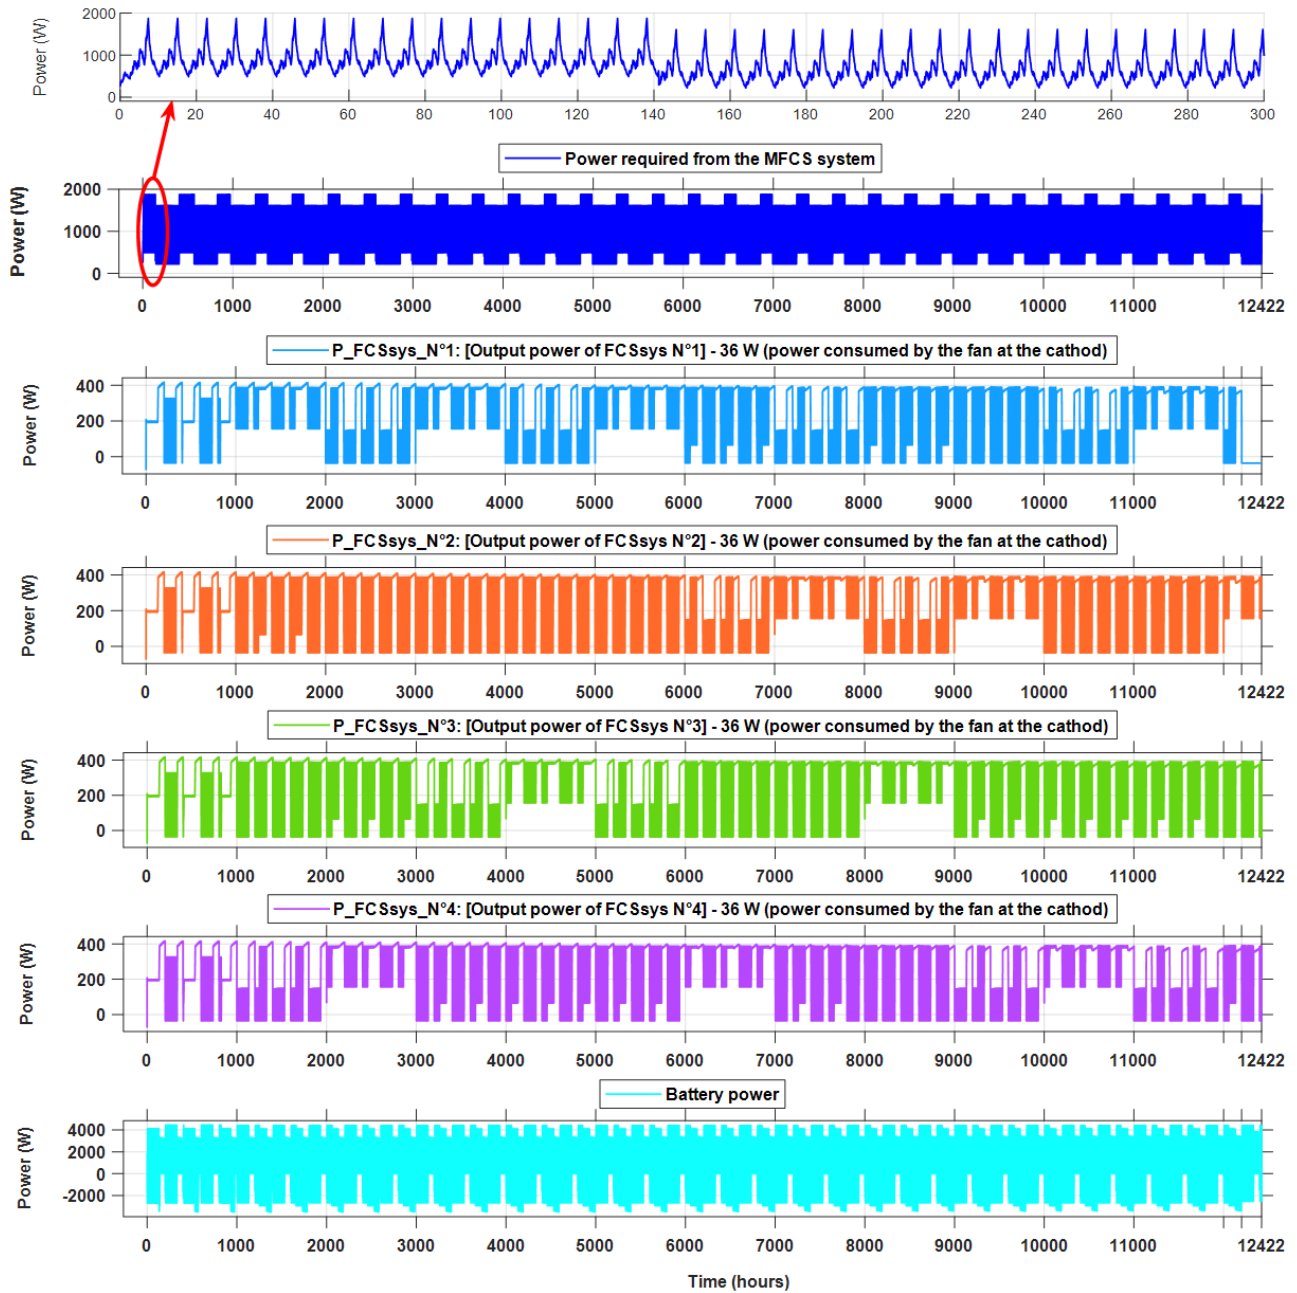 Power (W)
2000
1000
0
0 20 40 60 80 100 120 140 160 180 200 220 240 260 280 300
Power required from the MFCS system
Power (W)
2000
1000
0
0 1000 2000 3000 4000 5000 6000 7000 8000 9000 10000 11000 12422
P_FCSsys_N°1: [Output power of FCSsys N°1] - 36 W (power consumed by the fan at the cathod)
Power (W)
400
200
0
0 1000 2000 3000 4000 5000 6000 7000 8000 9000 10000 11000 12422
P_FCSsys_N°2: [Output power of FCSsys N°2] - 36 W (power consumed by the fan at the cathod)
Power (W)
400
200
0
0 1000 2000 3000 4000 5000 6000 7000 8000 9000 10000 11000 12422
P_FCSsys_N°3: [Output power of FCSsys N°3] - 36 W (power consumed by the fan at the cathod)
Power (W)
400
200
0
0 1000 2000 3000 4000 5000 6000 7000 8000 9000 10000 11000 12422
P_FCSsys_N°4: [Output power of FCSsys N°4] - 36 W (power consumed by the fan at the cathod)
Power (W)
400
200
0
0 1000 2000 3000 4000 5000 6000 7000 8000 9000 10000 11000 12422
Battery power
Power (W)
4000
2000
0
-2000
0 1000 2000 3000 4000 5000 6000 7000 8000 9000 10000 11000 12422
Time (hours)